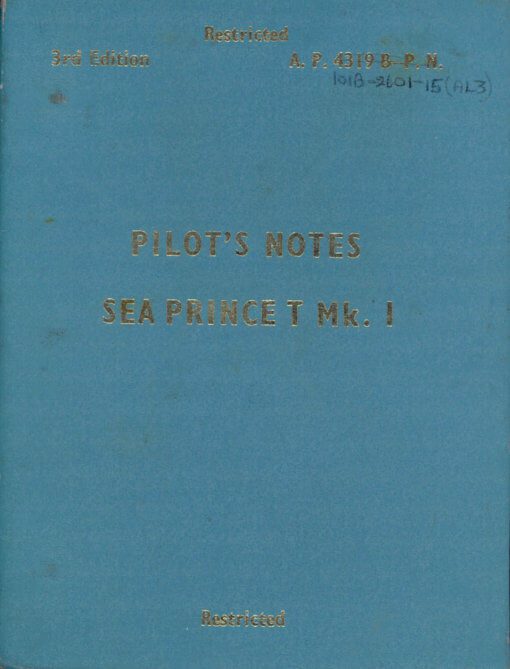 Restricted
3rd Edition A. P. 4319 B-P. N.
101B-2601-15(AL3)
PILOT'S NOTES
SEA PRINCE T Mk. I
Restricted